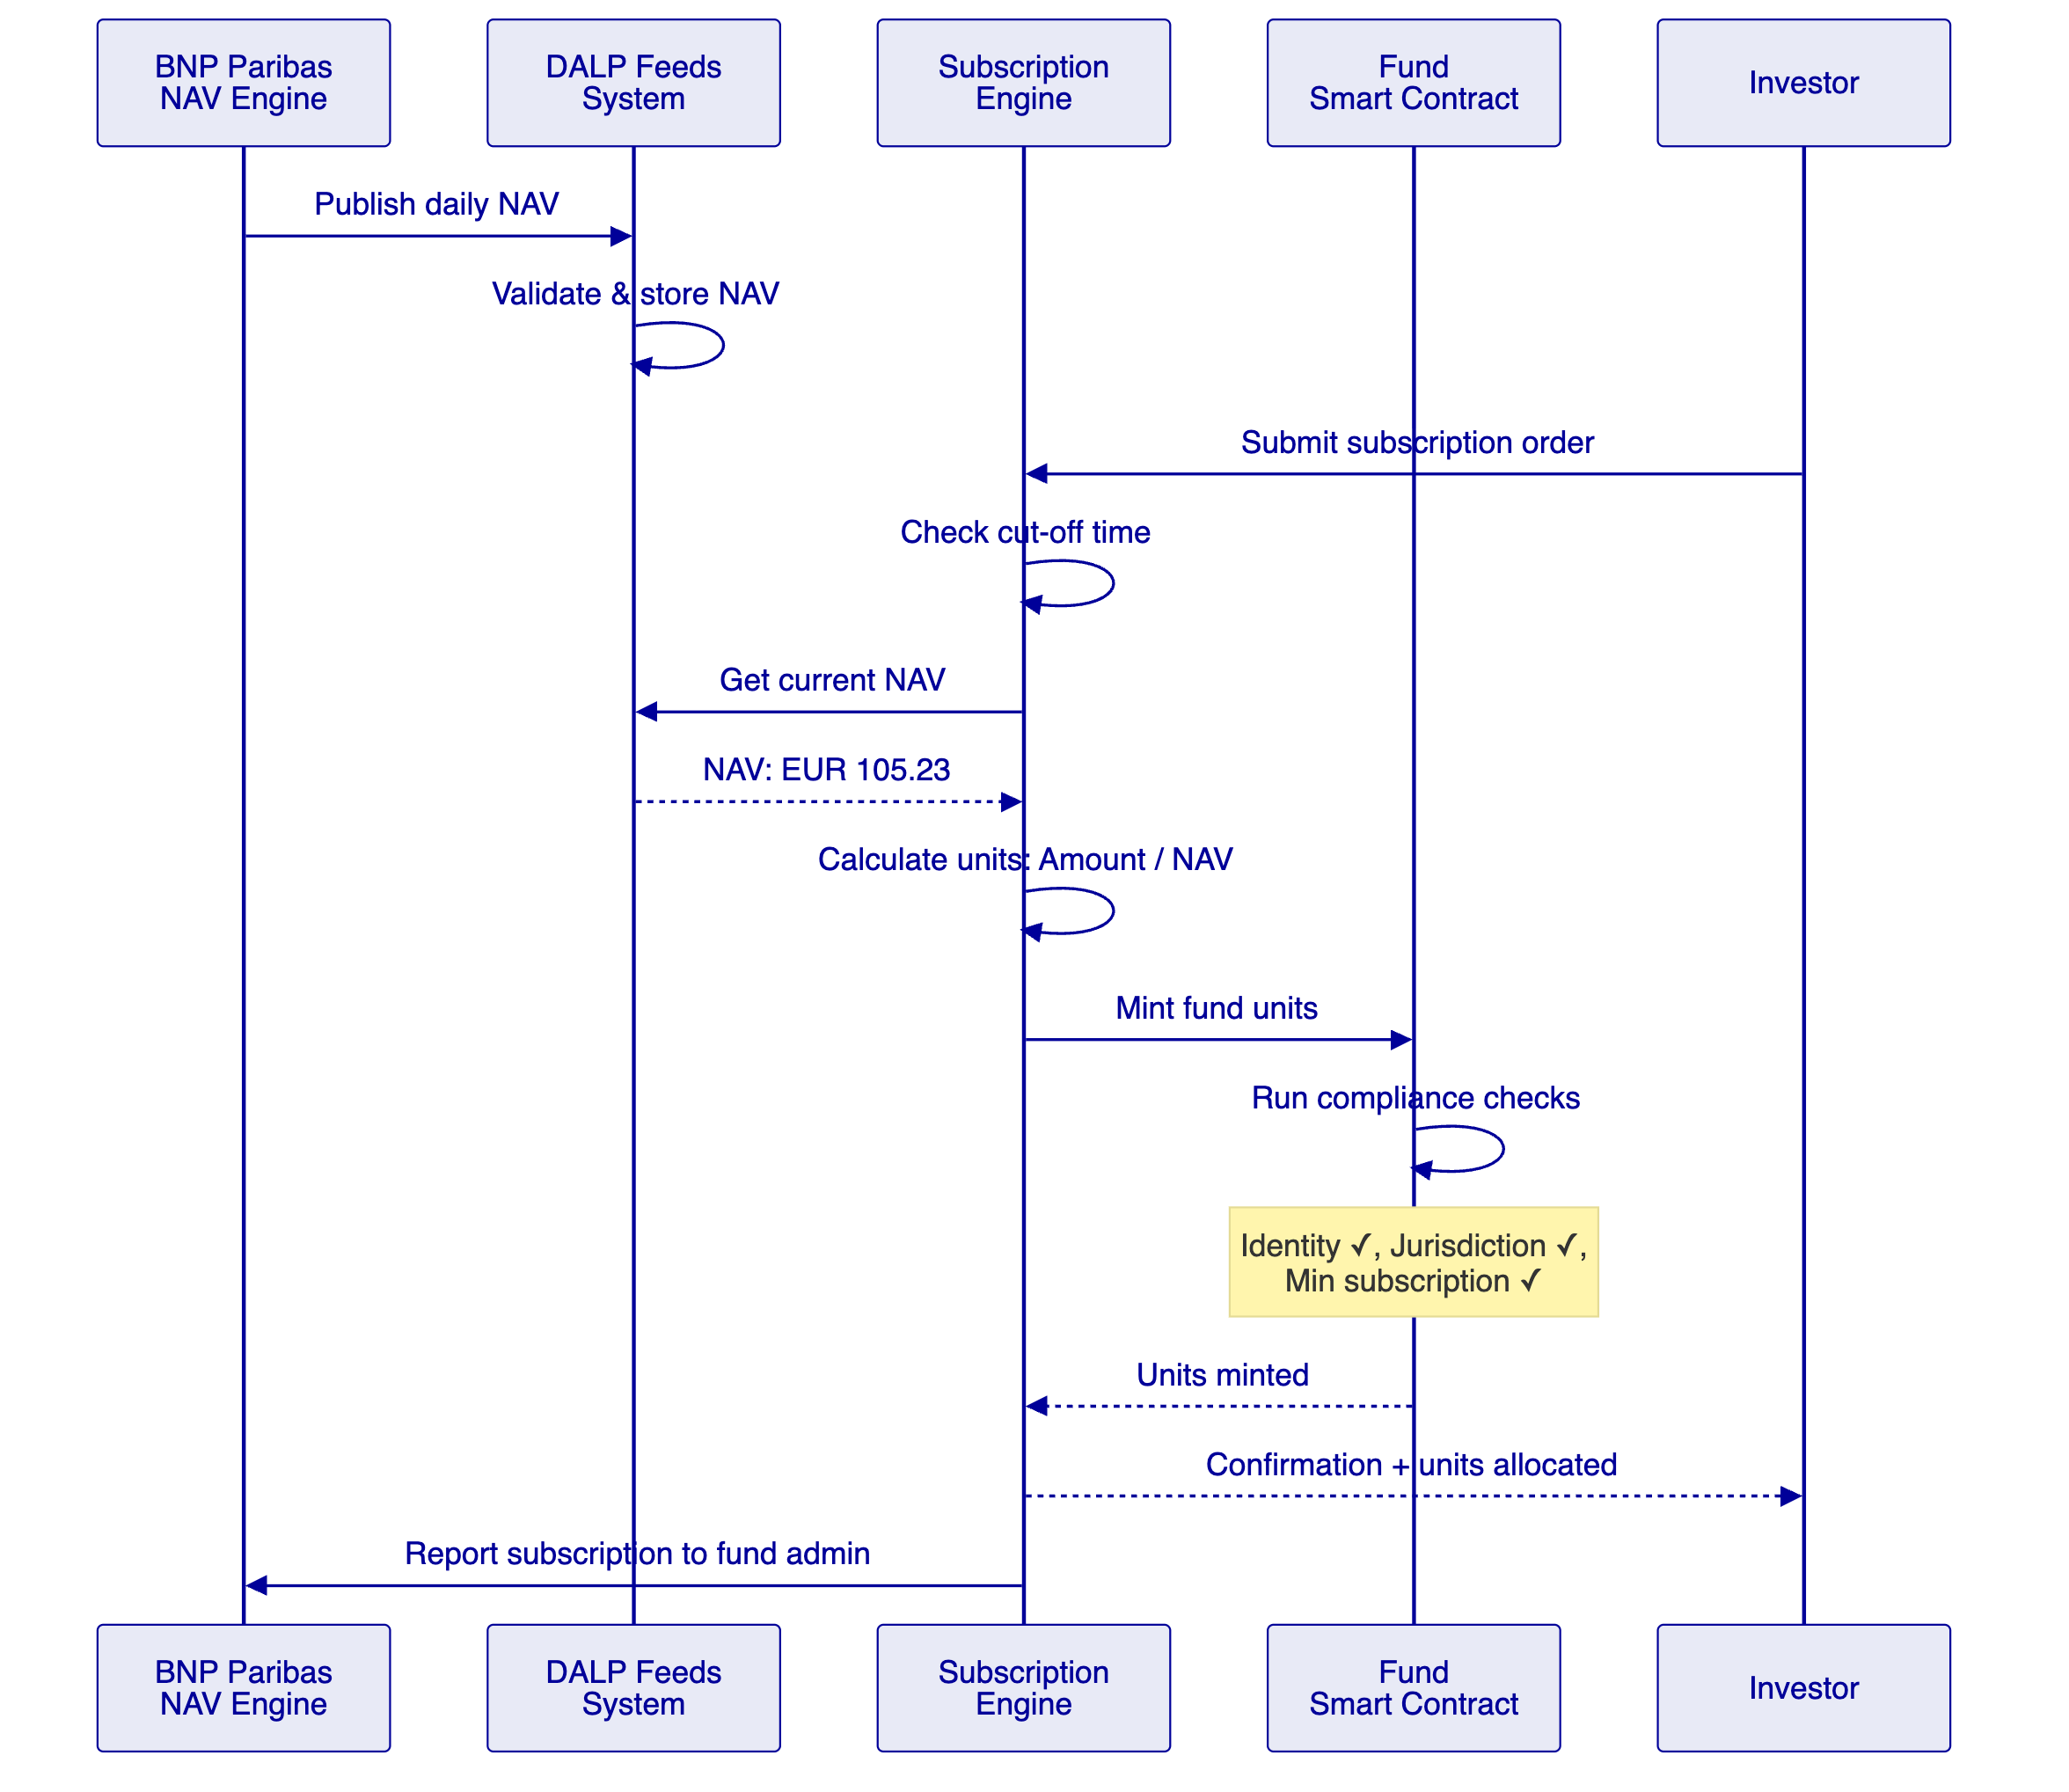 BNP Paribas
NAV Engine
DALP Feeds
System
Subscription
Engine
Fund
Smart Contract
Investor
Publish daily NAV
Validate & store NAV
Submit subscription order
Check cut-off time
Get current NAV
NAV: EUR 105.23
Calculate units: Amount / NAV
Mint fund units
Run compliance checks
Identity ✓, Jurisdiction ✓,
Min subscription ✓
Units minted
Confirmation + units allocated
Report subscription to fund admin
BNP Paribas
NAV Engine
DALP Feeds
System
Subscription
Engine
Fund
Smart Contract
Investor